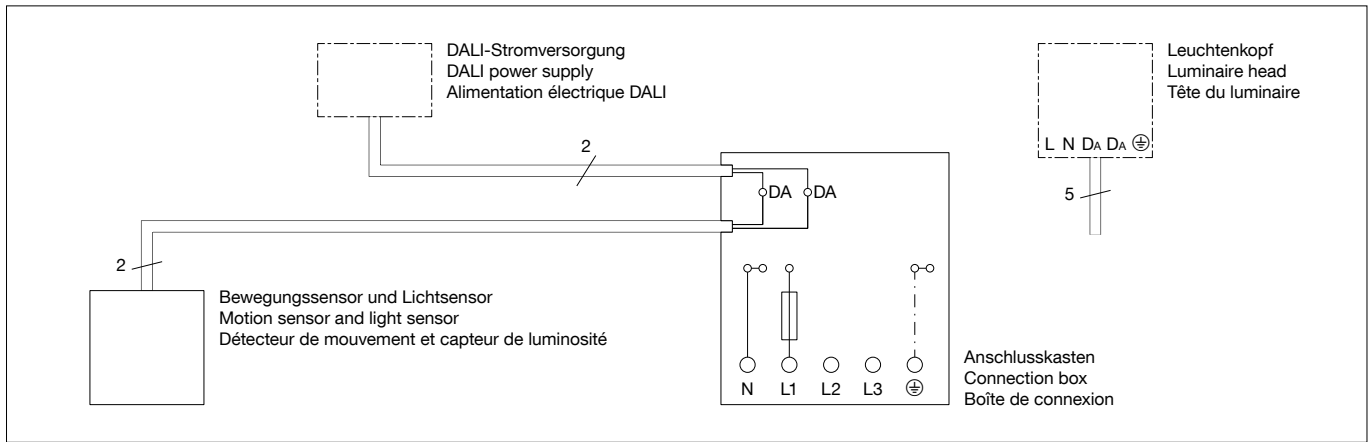 DALI-Stromversorgung
DALI power supply
Alimentation électrique DALI
Leuchtenkopf
Luminaire head
Tête du luminaire
L N DA DA ⏚
2
5
DA DA
2
Bewegungssensor und Lichtsensor
Motion sensor and light sensor
Détecteur de mouvement et capteur de luminosité
N L1 L2 L3 ⏚
Anschlusskasten
Connection box
Boîte de connexion